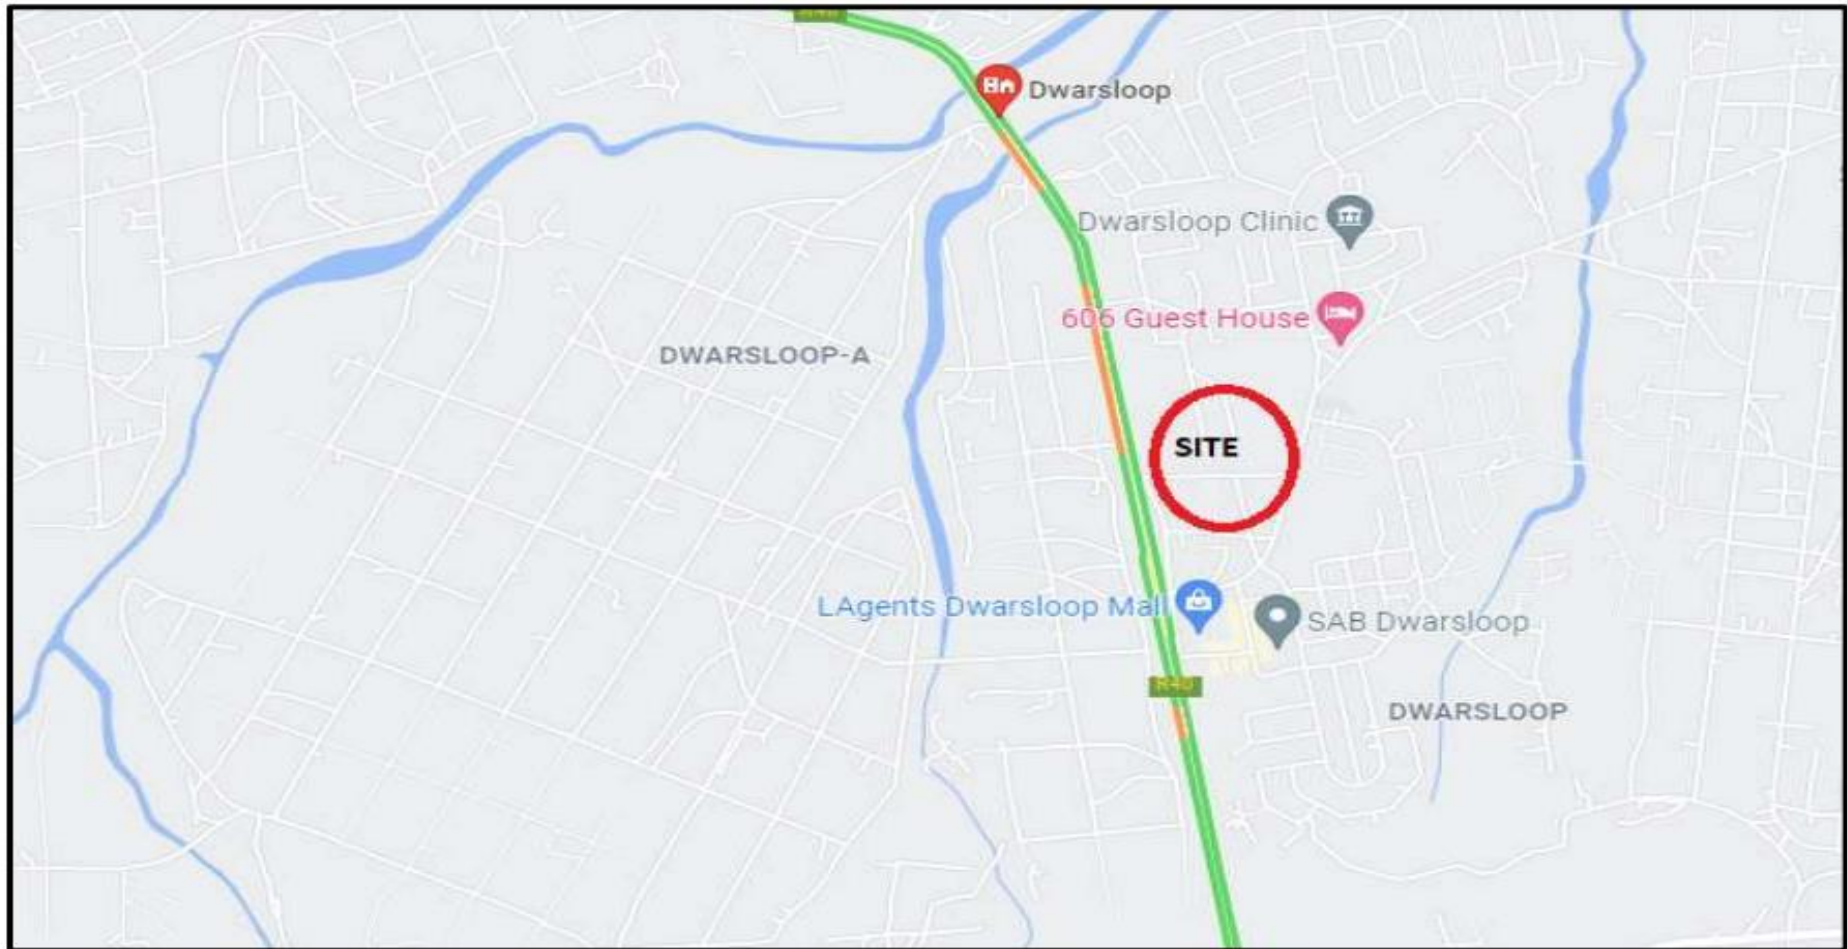 Dwarsloop
Dwarsloop Clinic
606 Guest House
DWARSLOOP-A
SITE
LAgents Dwarsloop Mall
SAB Dwarsloop
R40
DWARSLOOP